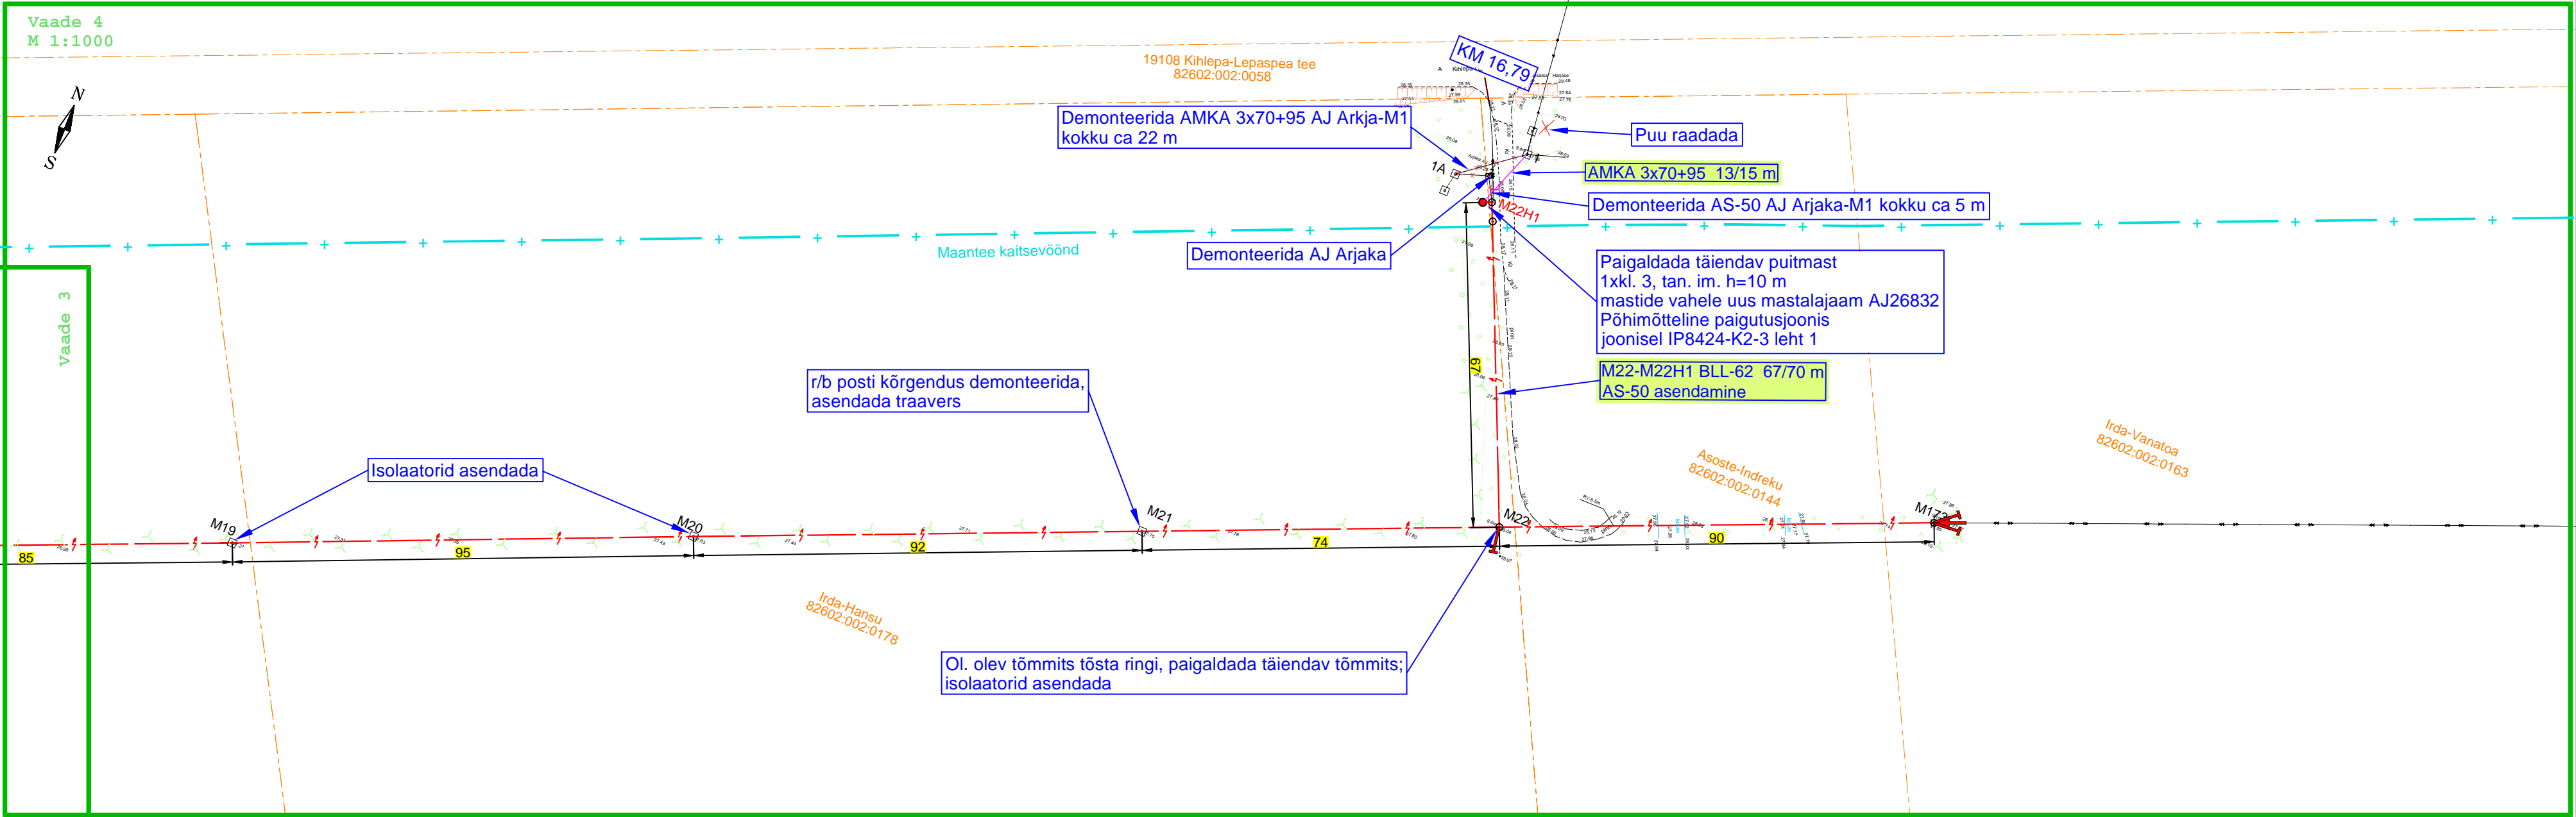 Vaade 4
M 1:1000
N
S
19108 Kihlepa-Lepaspea tee
82602:002:0058
KM 16,79
Demonteerida AMKA 3x70+95 AJ Arkja-M1
kokku ca 22 m
Puu raadada
1A
AMKA 3x70+95 13/15 m
Demonteerida AS-50 AJ Arjaka-M1 kokku ca 5 m
M22H1
Maantee kaitsevöönd
Demonteerida AJ Arjaka
Paigaldada täiendav puitmast
1xkl. 3, tan. im. h=10 m
mastide vahele uus mastalajaam AJ26832
Põhimõtteline paigutusjoonis
joonisel IP8424-K2-3 leht 1
Vaade 3
67
M22-M22H1 BLL-62 67/70 m
AS-50 asendamine
r/b posti kõrgendus demonteerida,
asendada traavers
Isolaatorid asendada
Irda-Vanatoa
82602:002:0163
Asoste-Indreku
82602:002:0144
M19
M20
M21
M22
M173
85
95
92
74
90
Irda-Hansu
82602:002:0178
Ol. olev tõmmits tõsta ringi, paigaldada täiendav tõmmits;
isolaatorid asendada